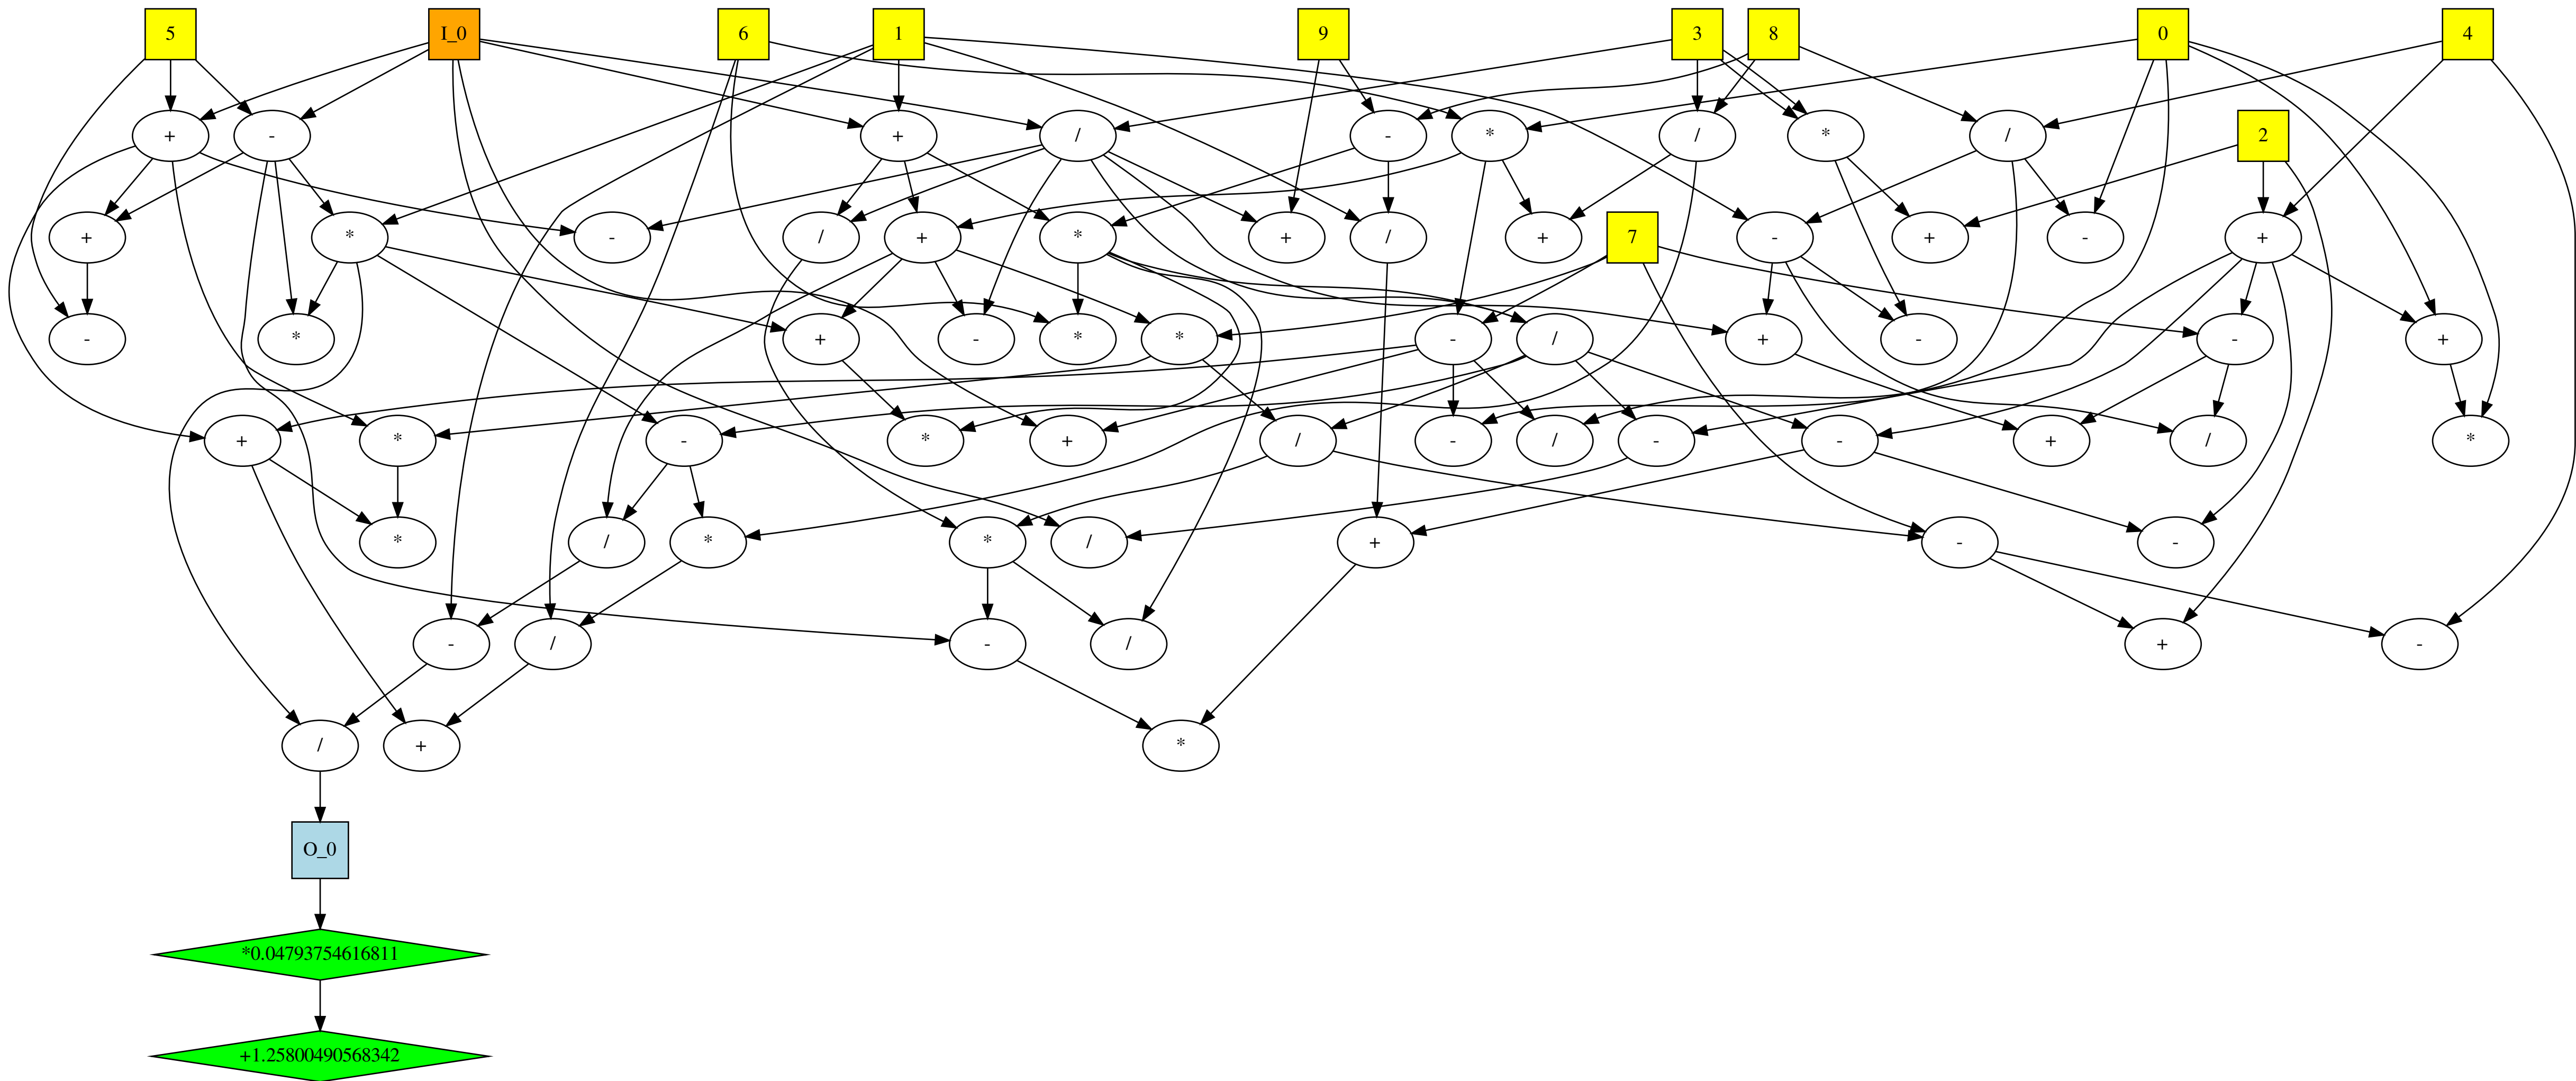 5 I_0 6 1 9 3 8 0 4
+ - + / - * / * / 2
+ * - / + * + / + 7 - + - +
- * + - * * - / + - - +
+ * - * + / - / - - + / *
* / * * / + - -
- / - / + -
/ + *
O_0
*0.04793754616811
+1.25800490568342